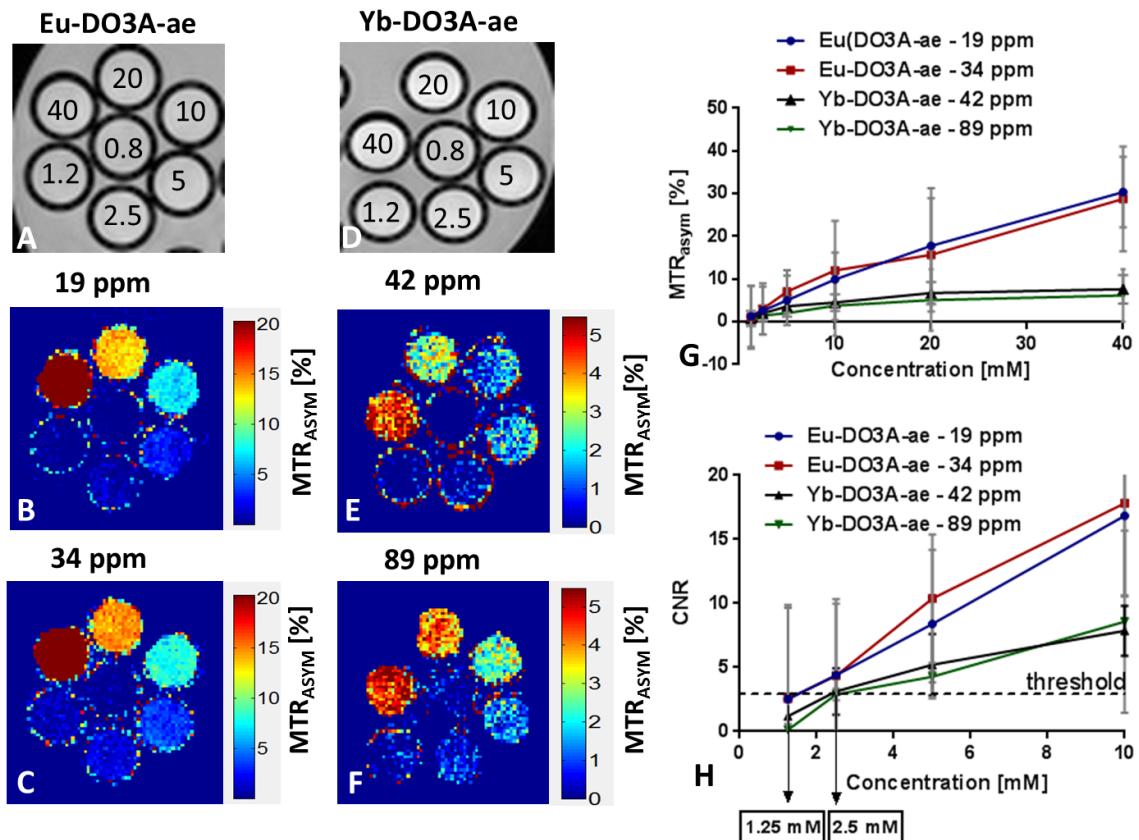 Eu-DO3A-ae
20
40
10
0.8
1.2
5
2.5
A
Yb-DO3A-ae
20
10
40
0.8
5
1.2
2.5
D
19 ppm
20
15
10
5
MTRASYM [%]
B
42 ppm
5
4
3
2
1
0
MTRASYM[%]
E
34 ppm
20
15
10
5
MTRASYM [%]
C
89 ppm
5
4
3
2
1
0
MTRASYM [%]
F
Eu(DO3A-ae - 19 ppm
Eu-DO3A-ae - 34 ppm
Yb-DO3A-ae - 42 ppm
Yb-DO3A-ae - 89 ppm
50
40
30
20
10
0
-10
MTRasym [%]
0 10 20 30 40
Concentration [mM]
G
Eu-DO3A-ae - 19 ppm
Eu-DO3A-ae - 34 ppm
Yb-DO3A-ae - 42 ppm
Yb-DO3A-ae - 89 ppm
20
15
10
5
0
CNR
threshold
0 2 4 6 8 10
Concentration [mM]
H
1.25 mM
2.5 mM